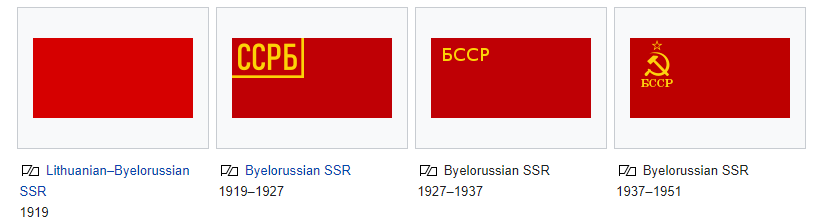 ССРБ
БССР
БССР
Lithuanian–Byelorussian
SSR
1919
Byelorussian SSR
1919–1927
Byelorussian SSR
1927–1937
Byelorussian SSR
1937–1951